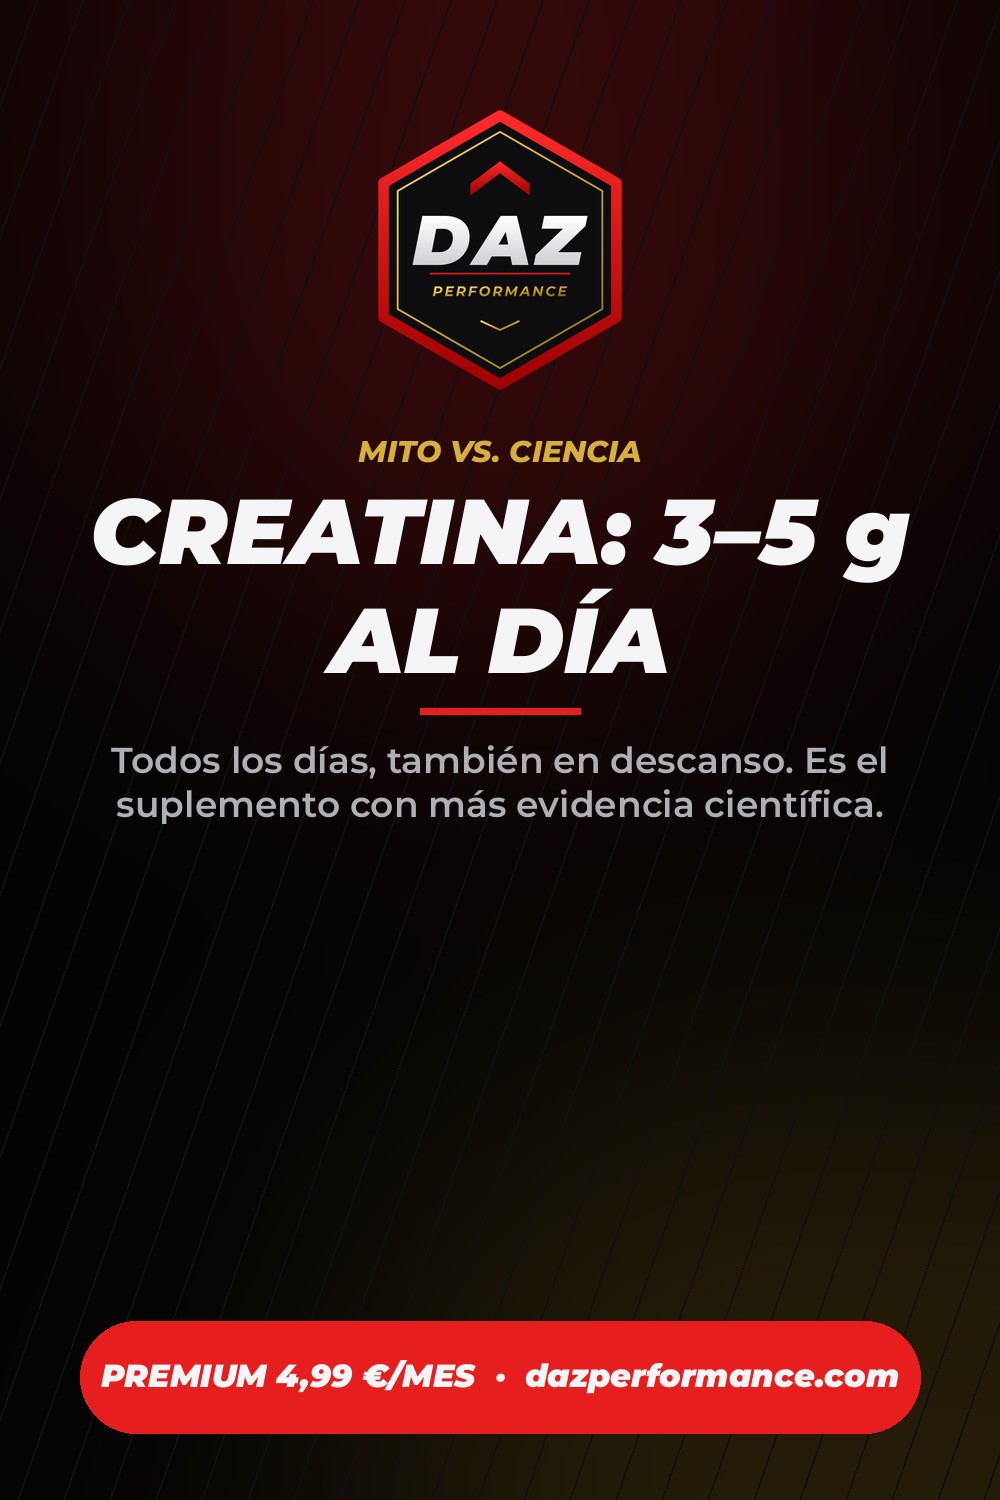 DAZ
PERFORMANCE
MITO VS. CIENCIA
CREATINA: 3–5 g
AL DÍA
Todos los días, también en descanso. Es el
suplemento con más evidencia científica.
PREMIUM 4,99 €/MES · dazperformance.com